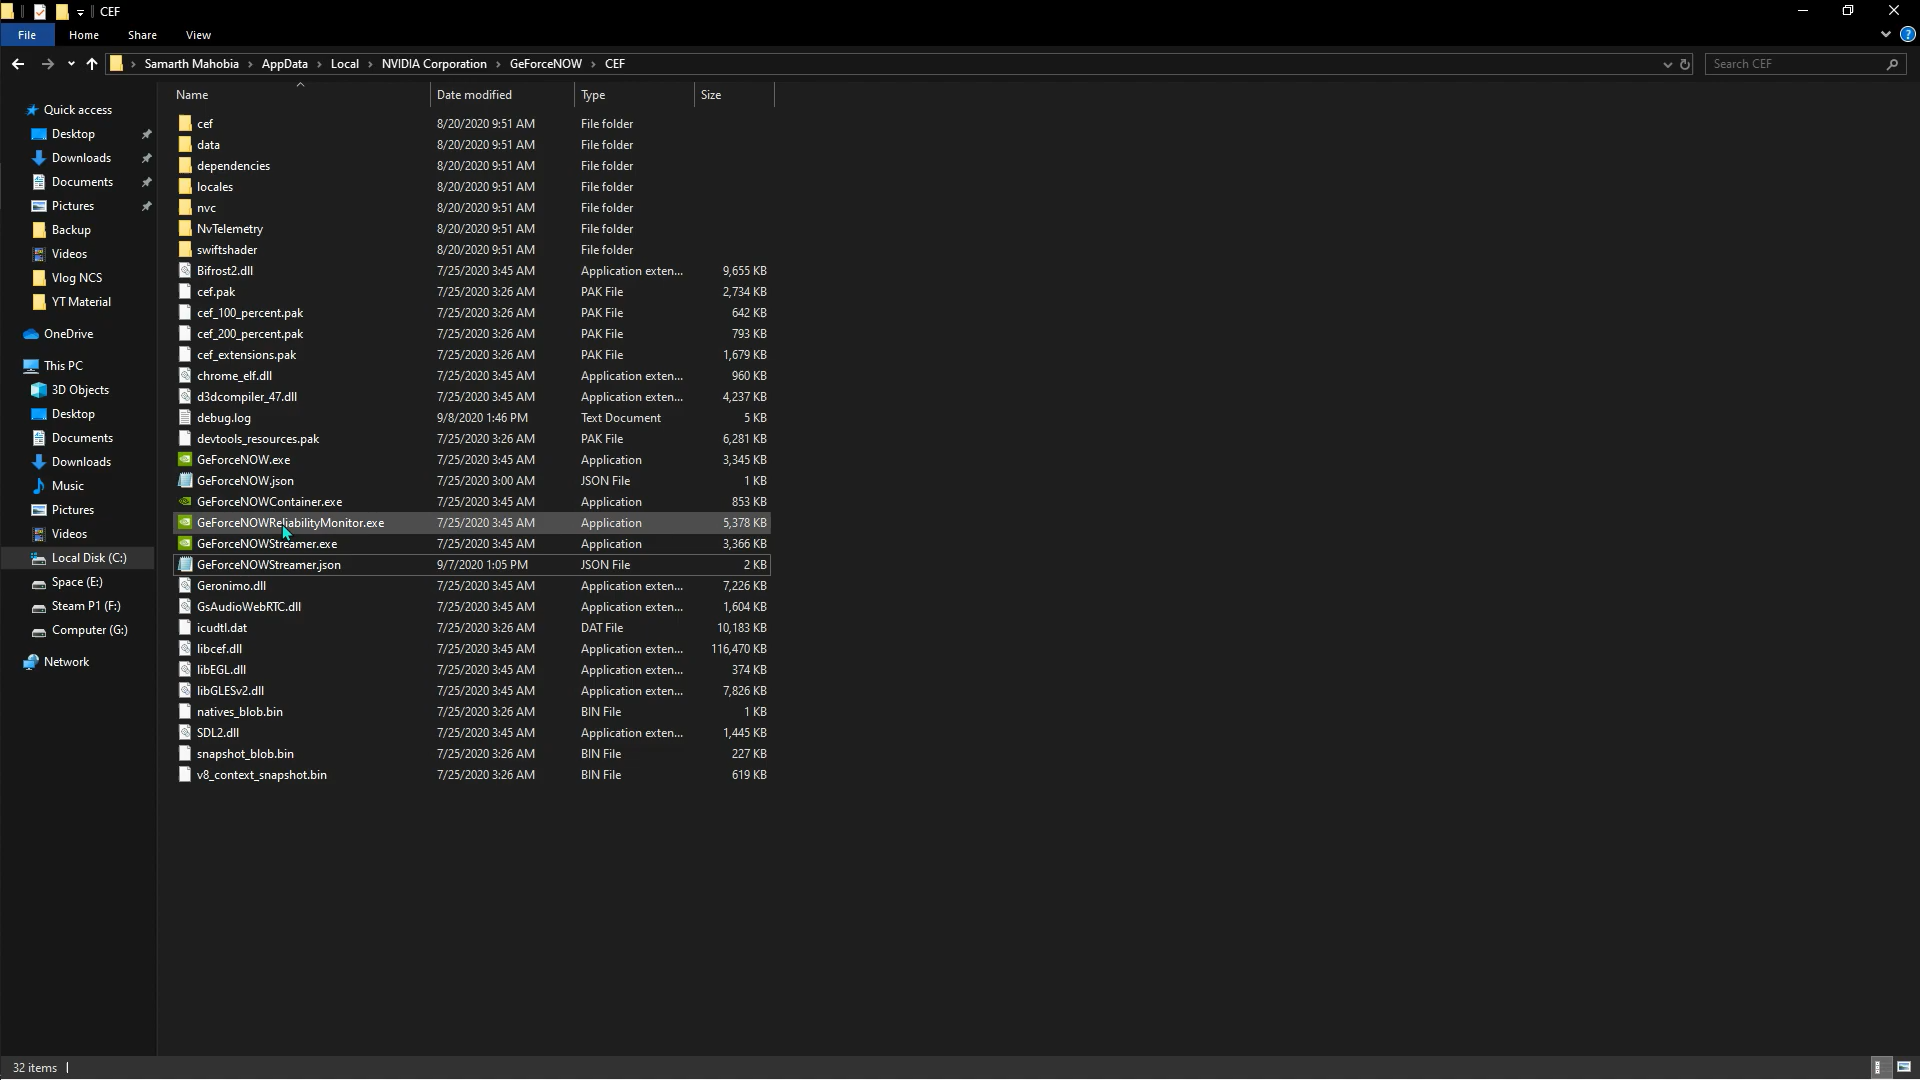 CEF
File Home Share View
Samarth Mahobia > AppData > Local > NVIDIA Corporation > GeForceNOW > CEF
Search CEF
Quick access
Desktop
Downloads
Documents
Pictures
Backup
Videos
Vlog NCS
YT Material
OneDrive
This PC
3D Objects
Desktop
Documents
Downloads
Music
Pictures
Videos
Local Disk (C:)
Space (E:)
Steam P1 (F:)
Computer (G:)
Network
Name Date modified Type Size
cef 8/20/2020 9:51 AM File folder
data 8/20/2020 9:51 AM File folder
dependencies 8/20/2020 9:51 AM File folder
locales 8/20/2020 9:51 AM File folder
nvc 8/20/2020 9:51 AM File folder
NvTelemetry 8/20/2020 9:51 AM File folder
swiftshader 8/20/2020 9:51 AM File folder
Bifrost2.dll 7/25/2020 3:45 AM Application exten... 9,655 KB
cef.pak 7/25/2020 3:26 AM PAK File 2,734 KB
cef_100_percent.pak 7/25/2020 3:26 AM PAK File 642 KB
cef_200_percent.pak 7/25/2020 3:26 AM PAK File 793 KB
cef_extensions.pak 7/25/2020 3:26 AM PAK File 1,679 KB
chrome_elf.dll 7/25/2020 3:45 AM Application exten... 960 KB
d3dcompiler_47.dll 7/25/2020 3:45 AM Application exten... 4,237 KB
debug.log 9/8/2020 1:46 PM Text Document 5 KB
devtools_resources.pak 7/25/2020 3:26 AM PAK File 6,281 KB
GeForceNOW.exe 7/25/2020 3:45 AM Application 3,345 KB
GeForceNOW.json 7/25/2020 3:00 AM JSON File 1 KB
GeForceNOWContainer.exe 7/25/2020 3:45 AM Application 853 KB
GeForceNOWReliabilityMonitor.exe 7/25/2020 3:45 AM Application 5,378 KB
GeForceNOWStreamer.exe 7/25/2020 3:45 AM Application 3,366 KB
GeForceNOWStreamer.json 9/7/2020 1:05 PM JSON File 2 KB
Geronimo.dll 7/25/2020 3:45 AM Application exten... 7,226 KB
GsAudioWebRTC.dll 7/25/2020 3:45 AM Application exten... 1,604 KB
icudtl.dat 7/25/2020 3:26 AM DAT File 10,183 KB
libcef.dll 7/25/2020 3:45 AM Application exten... 116,470 KB
libEGL.dll 7/25/2020 3:45 AM Application exten... 374 KB
libGLESv2.dll 7/25/2020 3:45 AM Application exten... 7,826 KB
natives_blob.bin 7/25/2020 3:26 AM BIN File 1 KB
SDL2.dll 7/25/2020 3:45 AM Application exten... 1,445 KB
snapshot_blob.bin 7/25/2020 3:26 AM BIN File 227 KB
v8_context_snapshot.bin 7/25/2020 3:26 AM BIN File 619 KB
32 items